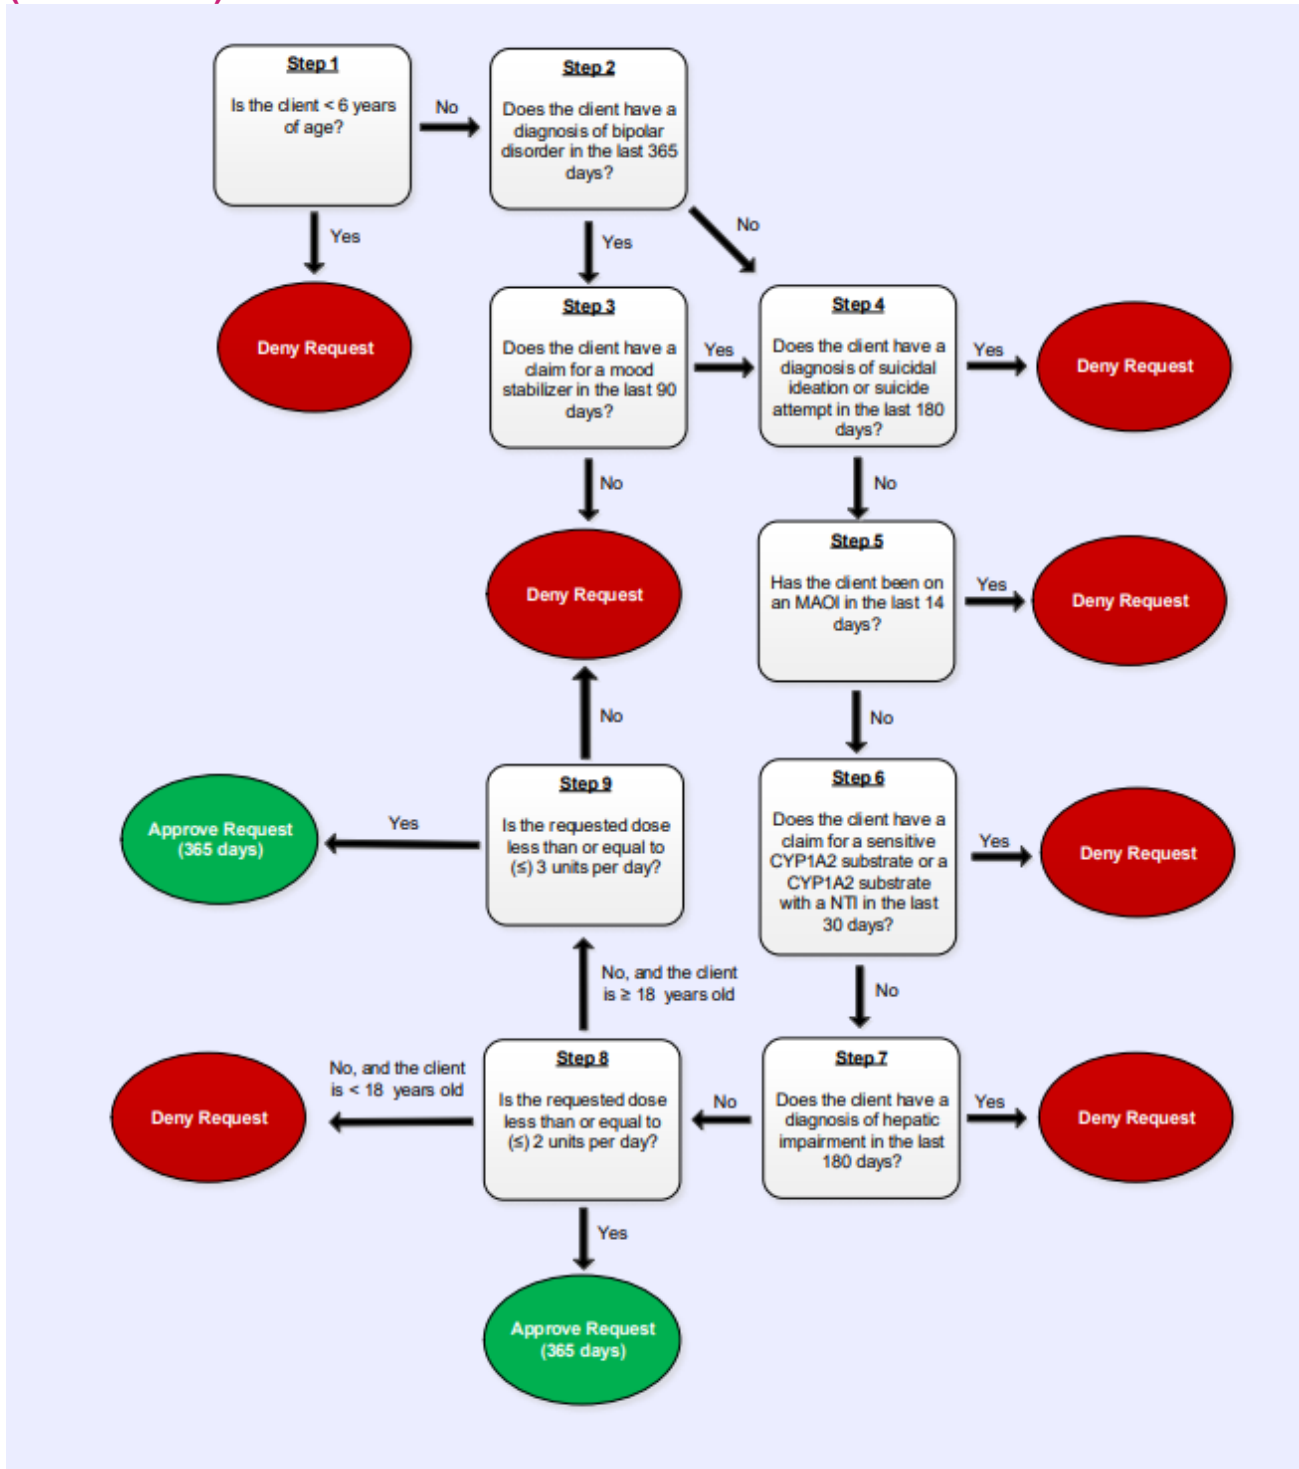 Step 1
Is the client < 6 years
of age?
No
Yes
Deny Request
Step 2
Does the client have a
diagnosis of bipolar
disorder in the last 365
days?
No
Yes
Step 3
Does the client have a
claim for a mood
stabilizer in the last 90
days?
Yes
No
Deny Request
Step 4
Does the client have a
diagnosis of suicidal
ideation or suicide
attempt in the last 180
days?
Yes
Deny Request
No
Step 5
Has the client been on
an MAOI in the last 14
days?
Yes
Deny Request
No
Step 6
Does the client have a
claim for a sensitive
CYP1A2 substrate or a
CYP1A2 substrate
with a NTI in the last
30 days?
Yes
Deny Request
No
Step 7
Does the client have a
diagnosis of hepatic
impairment in the last
180 days?
Yes
Deny Request
No
Step 8
Is the requested dose
less than or equal to
(≤) 2 units per day?
No, and the client
is < 18 years old
Deny Request
Yes
Approve Request
(365 days)
No, and the client
is ≥ 18 years old
Step 9
Is the requested dose
less than or equal to
(≤) 3 units per day?
Yes
Approve Request
(365 days)
No